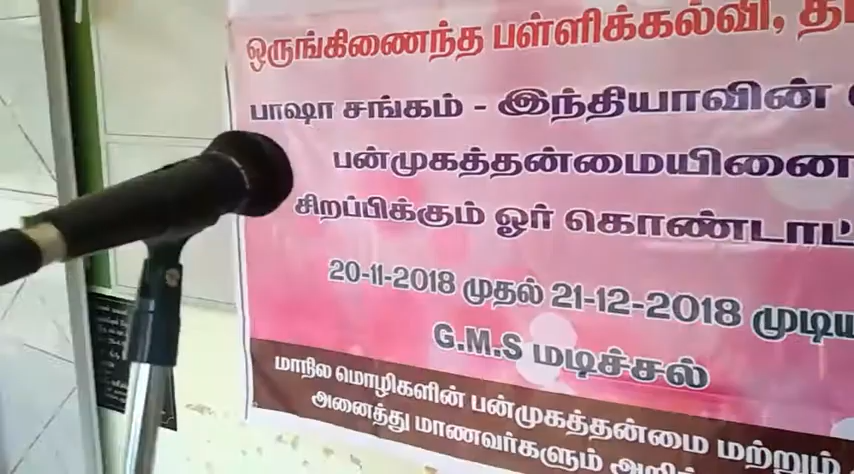 ஒருங்கிணைந்த பள்ளிக்கல்வி,
பாஷா சங்கம் - இந்தியாவின்
பன்முகத்தன்மையினை
சிறப்பிக்கும் ஓர்
20-11-2018 முதல் 21-12-2018
G.M.S மடிச்சல்
மாநில மொழிகளின் பன்முகத்தன்மை மற்றும்
அனைத்து மாணவர்களும்